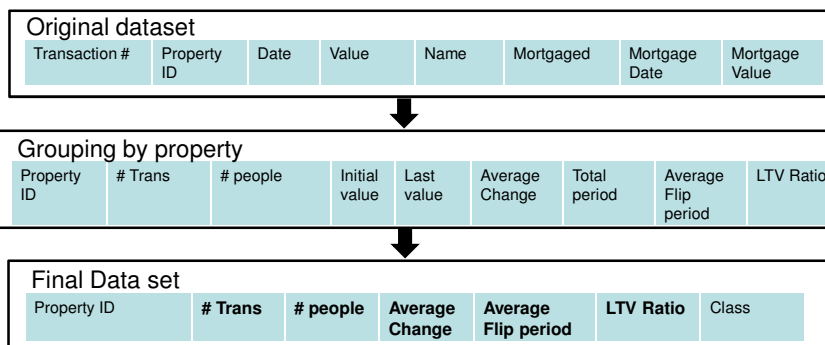 Original dataset
Transaction # Property Date Value Name Mortgaged Mortgage Mortgage
ID Date Value
Grouping by property
Property # Trans # people Initial Last Average Total Average LTV Ratio
ID value value Change period Flip
period
Final Data set
Property ID # Trans # people Average Average LTV Ratio Class
Change Flip period